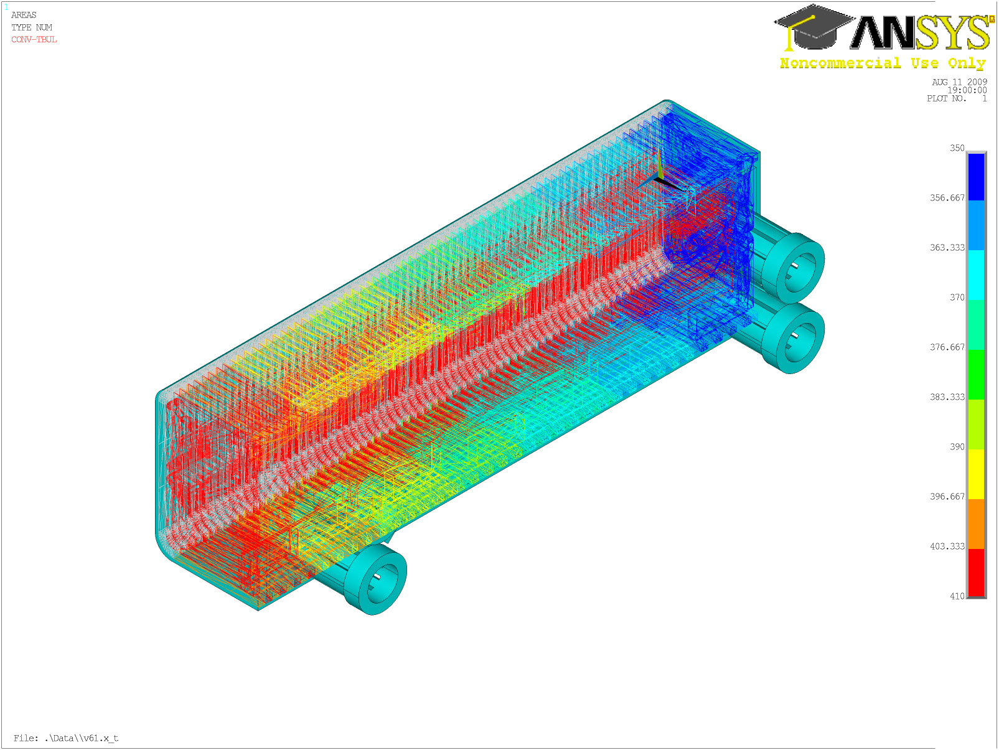 1
AREAS
TYPE NUM
CONV-TBUL
ANSYS
Noncommercial Use Only
AUG 11 2009
19:00:00
PLOT NO. 1
350
356.667
363.333
370
376.667
383.333
390
396.667
403.333
410
File: .\Data\\v61.x_t